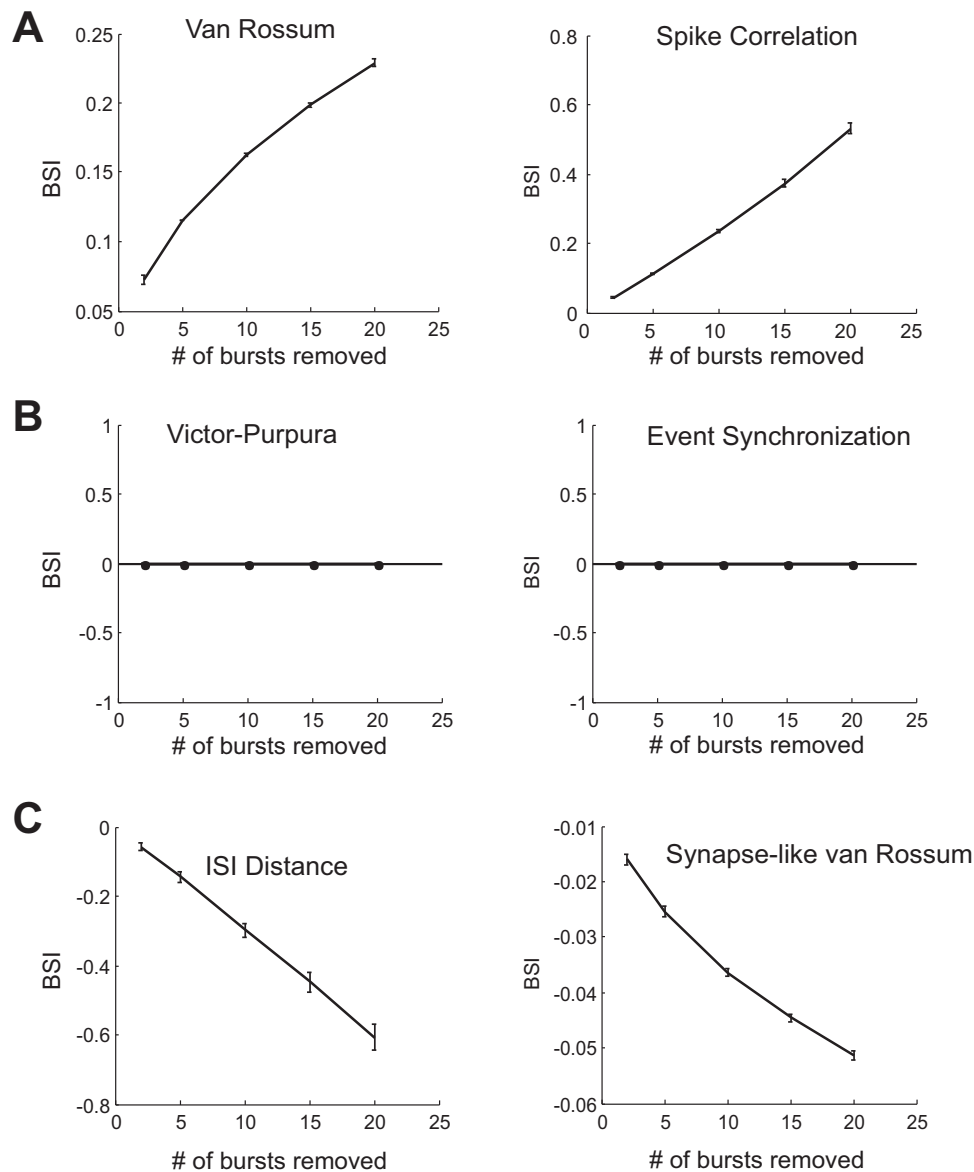 A
Van Rossum
0.25
0.2
0.15
0.1
0.05
BSI
0 5 10 15 20 25
# of bursts removed
Spike Correlation
0.8
0.6
0.4
0.2
0
BSI
0 5 10 15 20 25
# of bursts removed
B
Victor-Purpura
1
0.5
0
-0.5
-1
BSI
0 5 10 15 20 25
# of bursts removed
Event Synchronization
1
0.5
0
-0.5
-1
BSI
0 5 10 15 20 25
# of bursts removed
C
ISI Distance
0
-0.2
-0.4
-0.6
-0.8
BSI
0 5 10 15 20 25
# of bursts removed
Synapse-like van Rossum
-0.01
-0.02
-0.03
-0.04
-0.05
-0.06
BSI
0 5 10 15 20 25
# of bursts removed